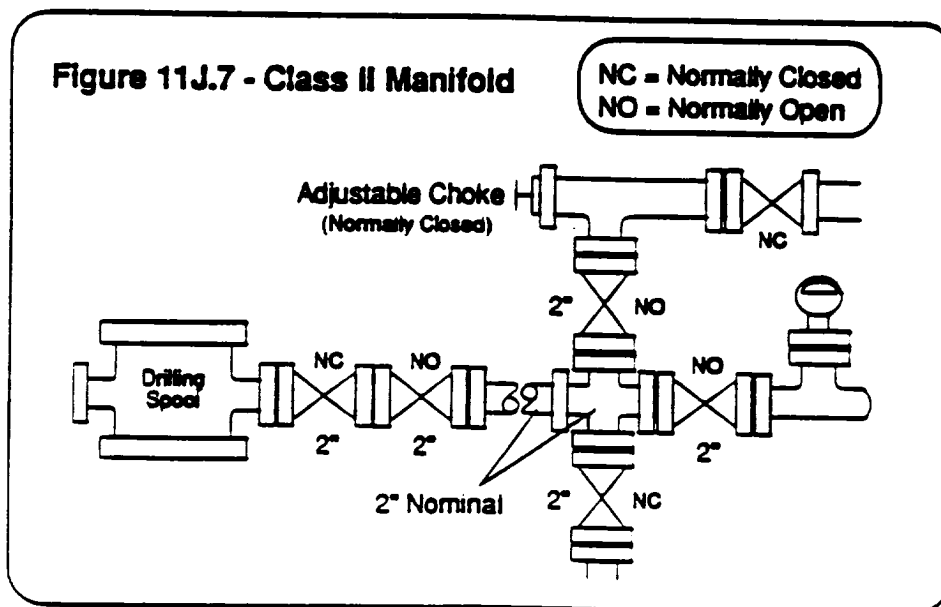 Figure 11J.7 - Class II Manifold
NC = Normally Closed
NO = Normally Open
Adjustable Choke
(Normally Closed)
NC
2"
NO
Drilling
Spool
NC
NO
NO
2"
2"
2"
2" Nominal
2"
NC